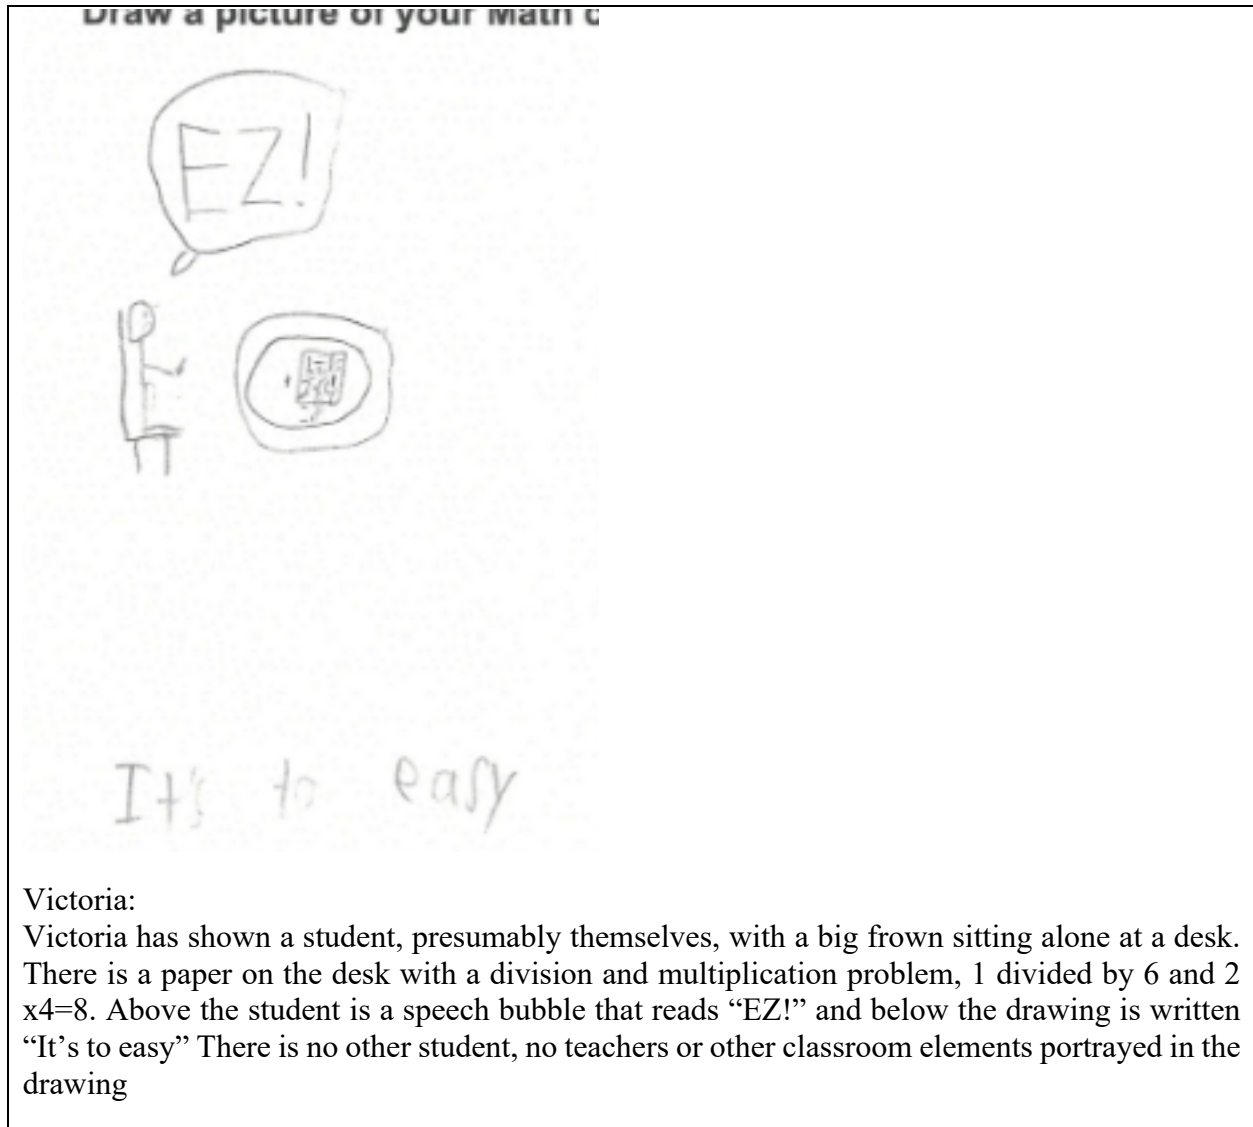 Draw a picture of your Math c
EZ!
It's to easy
Victoria:
Victoria has shown a student, presumably themselves, with a big frown sitting alone at a desk.
There is a paper on the desk with a division and multiplication problem, 1 divided by 6 and 2
x4=8. Above the student is a speech bubble that reads “EZ!” and below the drawing is written
“It’s to easy” There is no other student, no teachers or other classroom elements portrayed in the
drawing